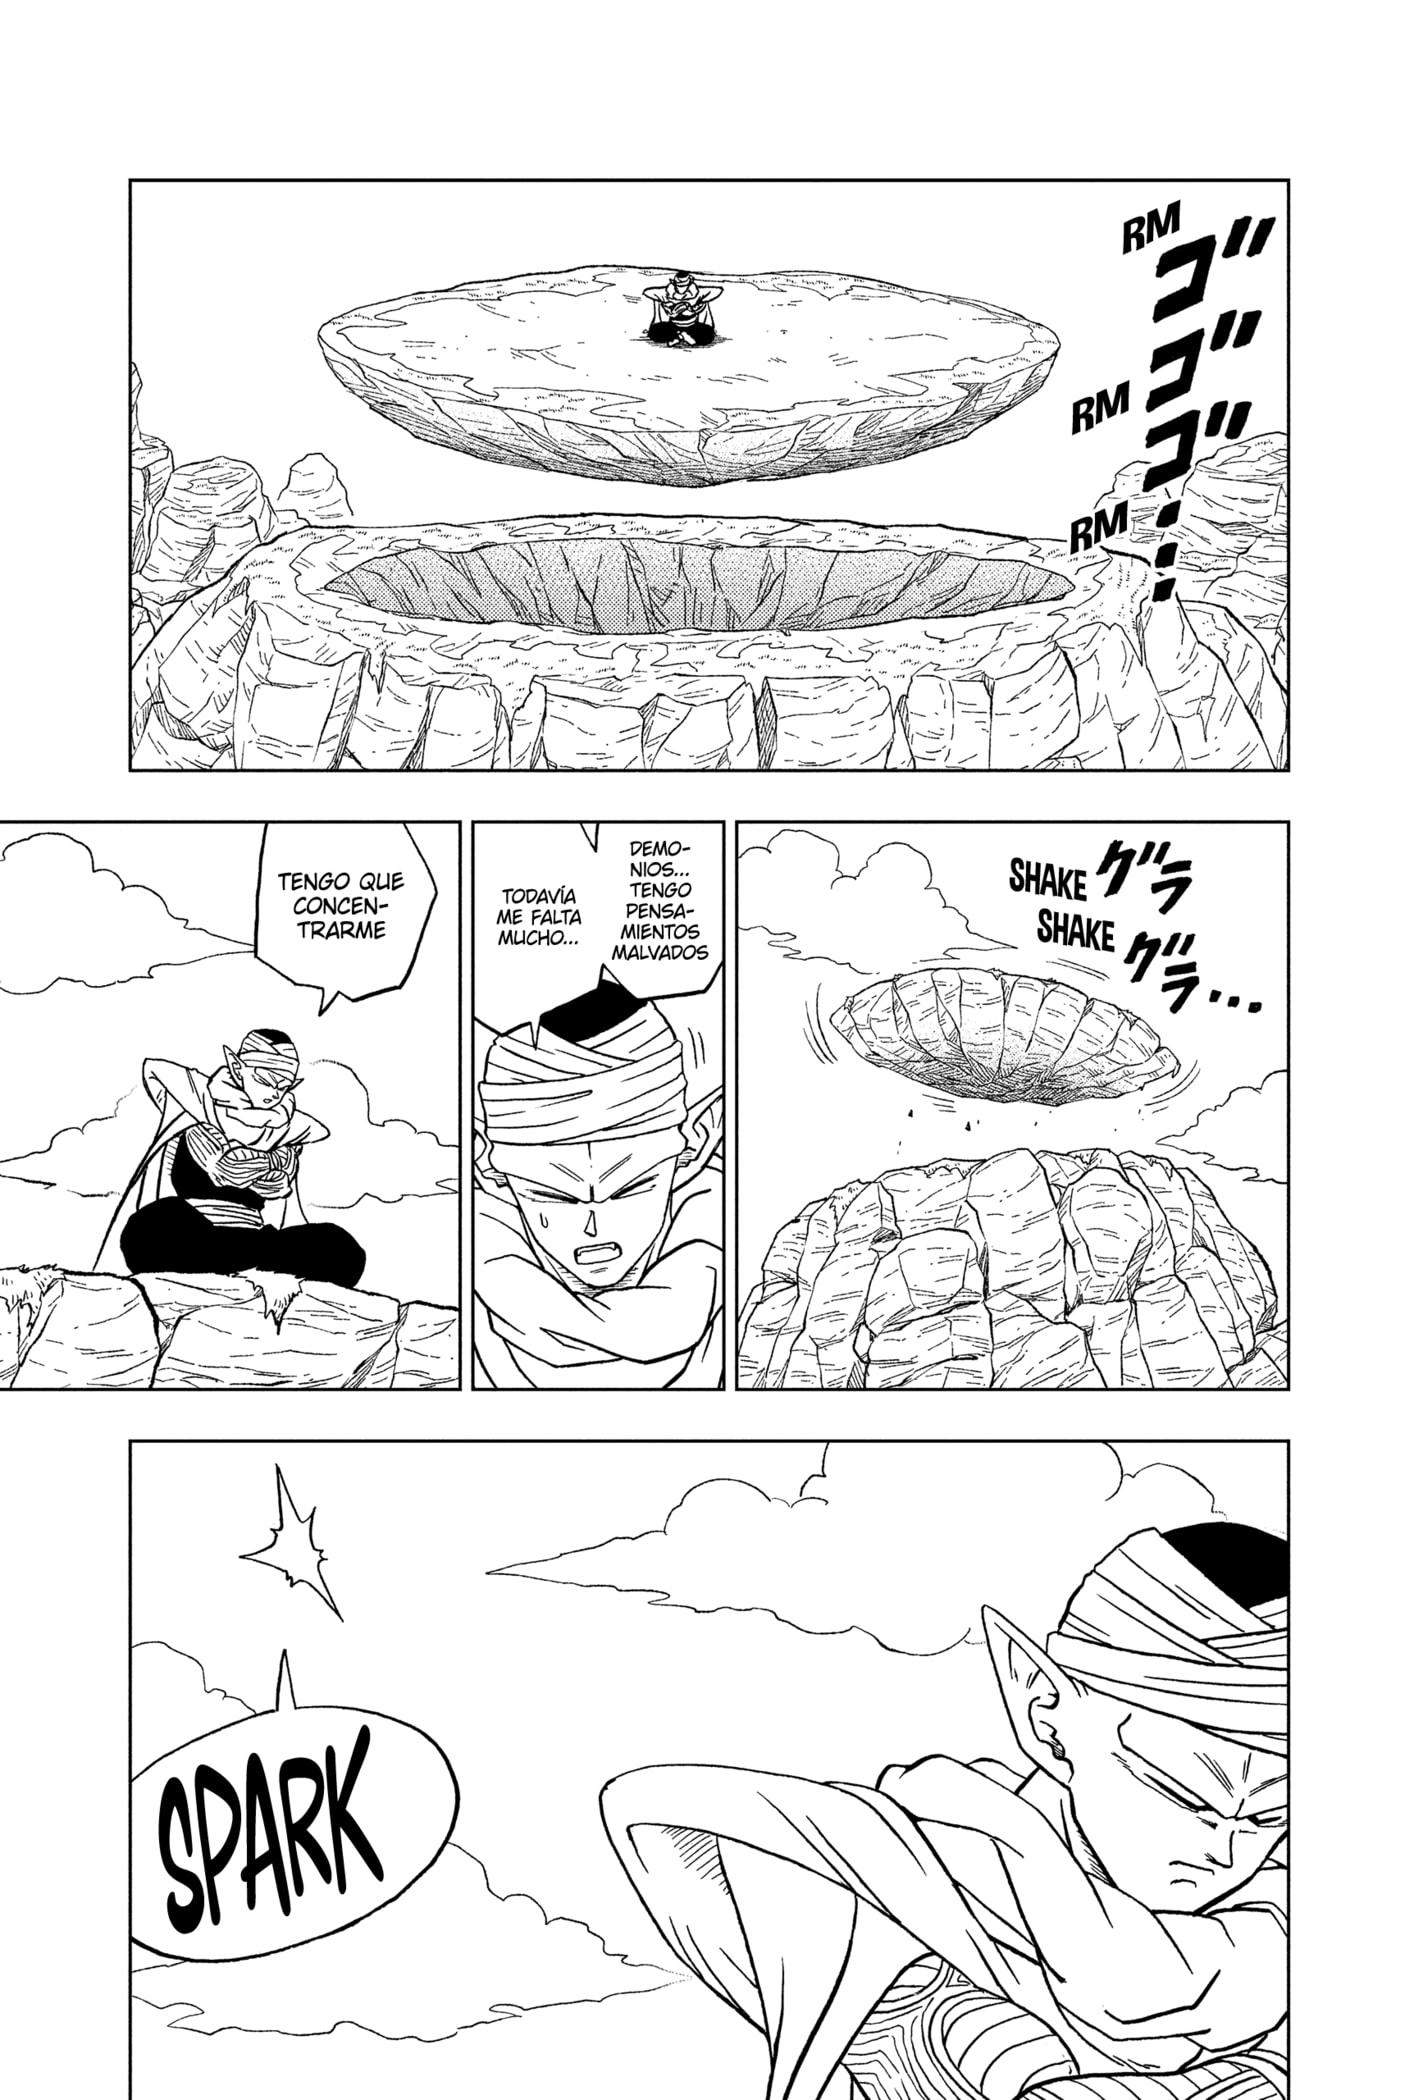 RM
ゴゴゴ...
RM
RM
SHAKE
グラ
SHAKE
グラ...
DEMO-
NIOS...
TENGO
PENSA-
MIENTOS
MALVADOS
TODAVÍA
ME FALTA
MUCHO...
TENGO QUE
CONCEN-
TRARME
SPARK